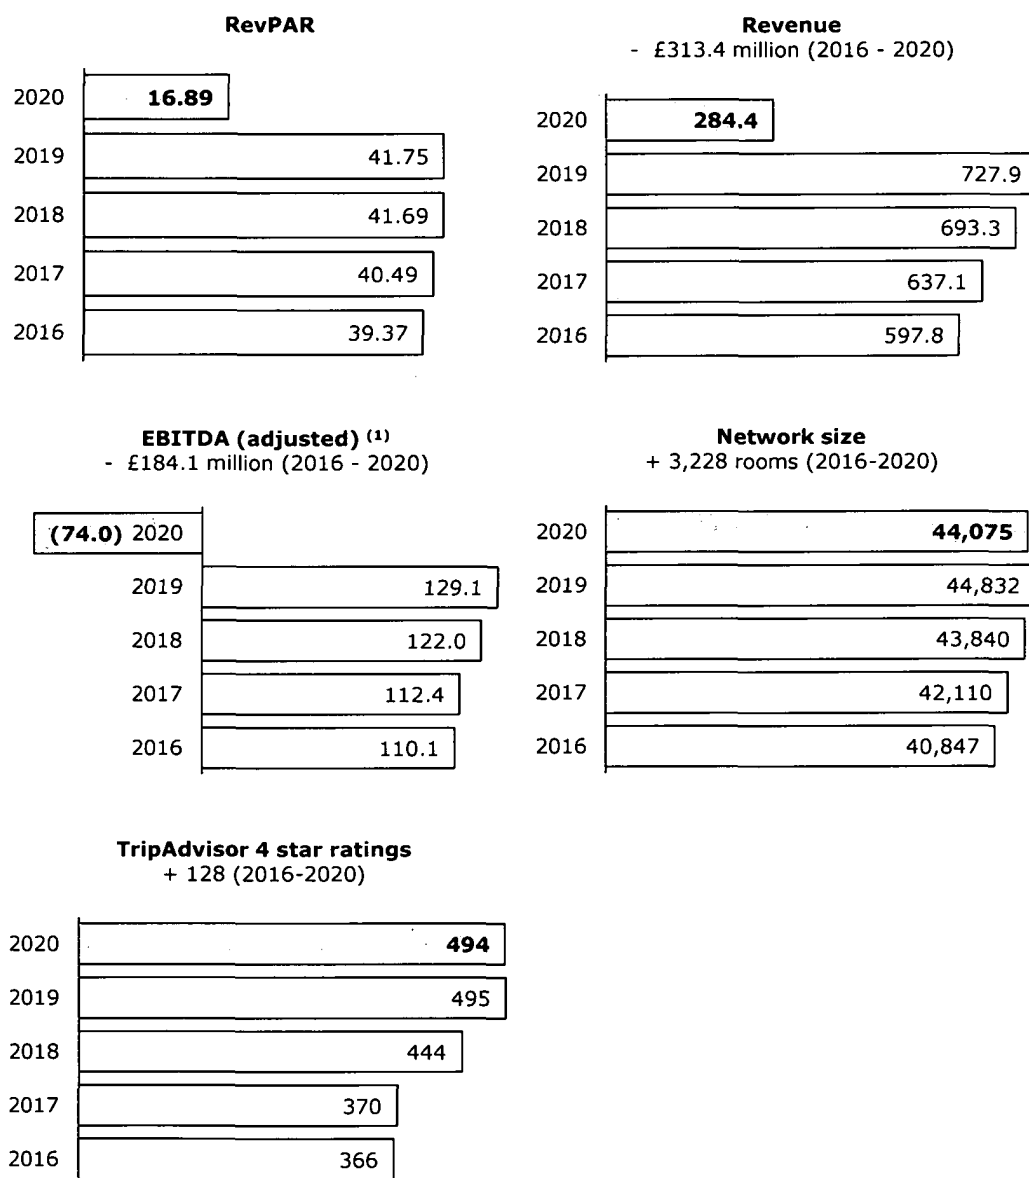 RevPAR
2020 16.89
2019 41.75
2018 41.69
2017 40.49
2016 39.37
Revenue
- £313.4 million (2016 - 2020)
2020 284.4
2019 727.9
2018 693.3
2017 637.1
2016 597.8
EBITDA (adjusted) (1)
- £184.1 million (2016 - 2020)
(74.0) 2020
2019 129.1
2018 122.0
2017 112.4
2016 110.1
Network size
+ 3,228 rooms (2016-2020)
2020 44,075
2019 44,832
2018 43,840
2017 42,110
2016 40,847
TripAdvisor 4 star ratings
+ 128 (2016-2020)
2020 494
2019 495
2018 444
2017 370
2016 366